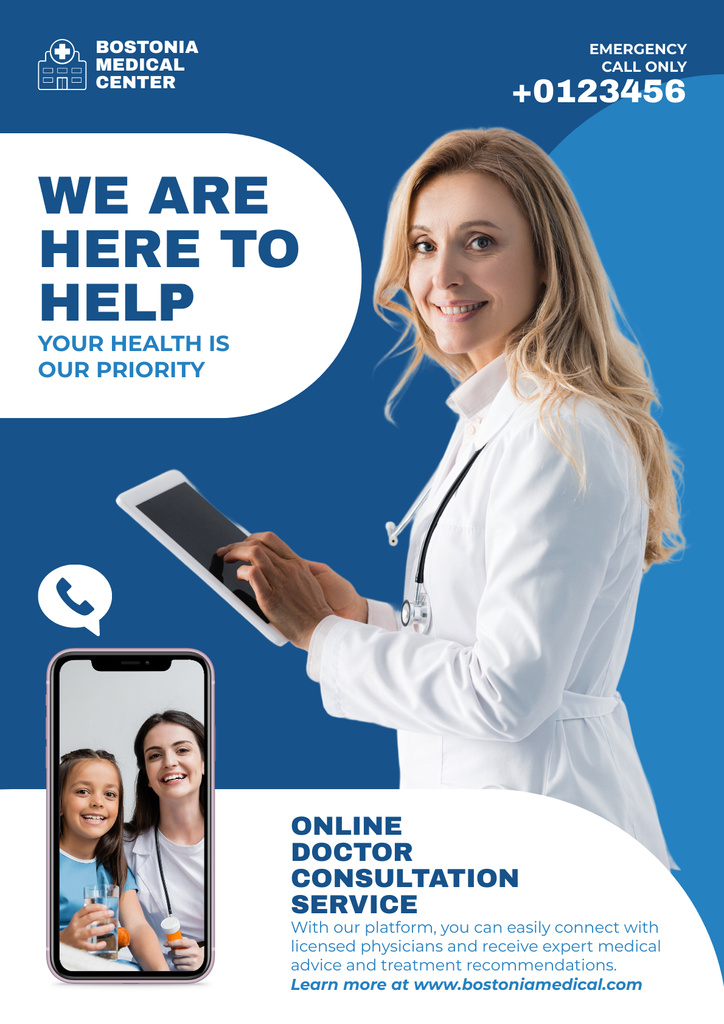 BOSTONIA
MEDICAL
CENTER
EMERGENCY
CALL ONLY
+0123456
WE ARE
HERE TO
HELP
YOUR HEALTH IS
OUR PRIORITY
ONLINE
DOCTOR
CONSULTATION
SERVICE
With our platform, you can easily connect with
licensed physicians and receive expert medical
advice and treatment recommendations.
Learn more at www.bostoniamedical.com